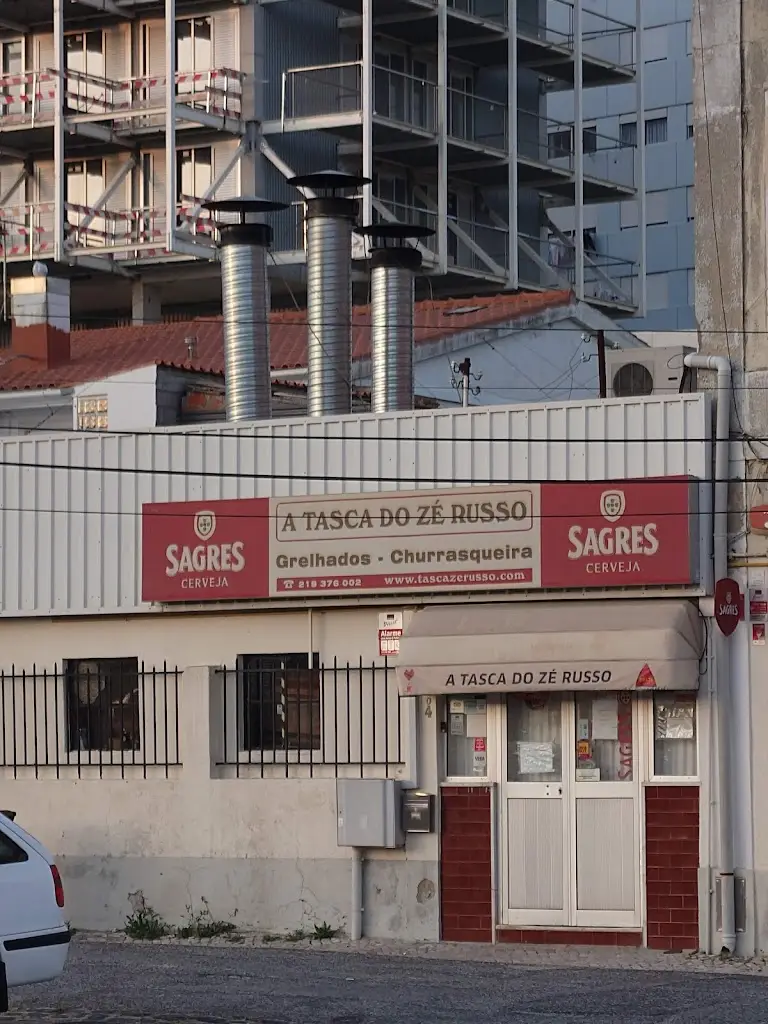 SAGRES
CERVEJA
A TASCA DO ZÉ RUSSO
Grelhados - Churrasqueira
219 376 002 www.tascazerusso.com
SAGRES
CERVEJA
SAGRES
Alarme
A TASCA DO ZÉ RUSSO
SAGRES